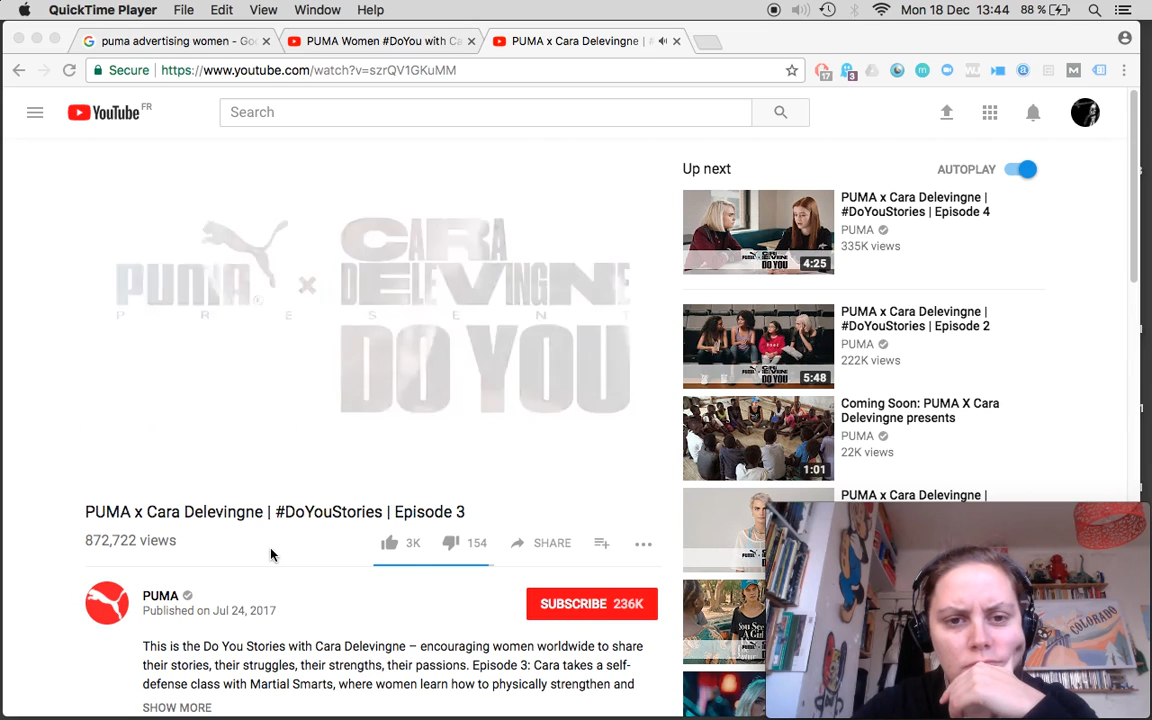 QuickTime Player File Edit View Window Help Mon 18 Dec 13:44 88 %
puma advertising women - Goo
PUMA Women #DoYou with Ca
PUMA x Cara Delevingne | #
Secure https://www.youtube.com/watch?v=szrQV1GKuMM
17
3
YouTube FR
Search
PUMA x CARA DELEVINGNE
PRESENT
DO YOU
Up next
AUTOPLAY
PUMA x Cara Delevingne |
#DoYouStories | Episode 4
PUMA
335K views
4:25
PUMA x Cara Delevingne |
#DoYouStories | Episode 2
PUMA
222K views
5:48
Coming Soon: PUMA X Cara
Delevingne presents
PUMA
22K views
1:01
PUMA x Cara Delevingne |
PUMA x Cara Delevingne | #DoYouStories | Episode 3
872,722 views
3K 154 SHARE
PUMA
Published on Jul 24, 2017
SUBSCRIBE 236K
This is the Do You Stories with Cara Delevingne – encouraging women worldwide to share
their stories, their struggles, their strengths, their passions. Episode 3: Cara takes a self-
defense class with Martial Smarts, where women learn how to physically strengthen and
SHOW MORE
COLORADO